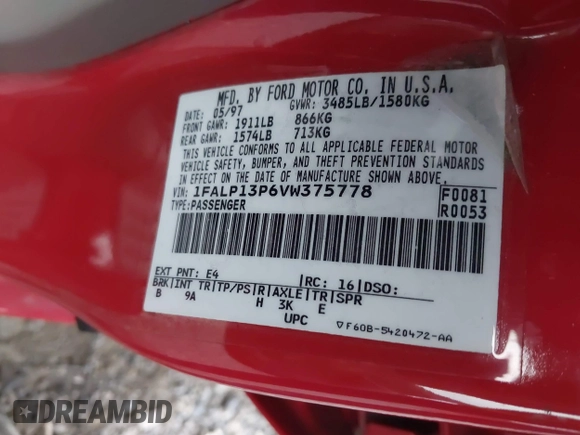 MFD. BY FORD MOTOR CO. IN U.S.A.
DATE: 05/97 GVWR: 3485LB/1580KG
FRONT GAWR: 1911LB 866KG
REAR GAWR: 1574LB 713KG
THIS VEHICLE CONFORMS TO ALL APPLICABLE FEDERAL MOTOR
VEHICLE SAFETY, BUMPER, AND THEFT PREVENTION STANDARDS
IN EFFECT ON THE DATE OF MANUFACTURE SHOWN ABOVE.
VIN: 1FALP13P6VW375778 F0081
TYPE: PASSENGER R0053
EXT PNT: E4 RC: 16 DSO:
BRK INT TR TP/PS R AXLE TR SPR
B 9A H 3K E
UPC ▽F60B-5420472-AA
DREAMBID